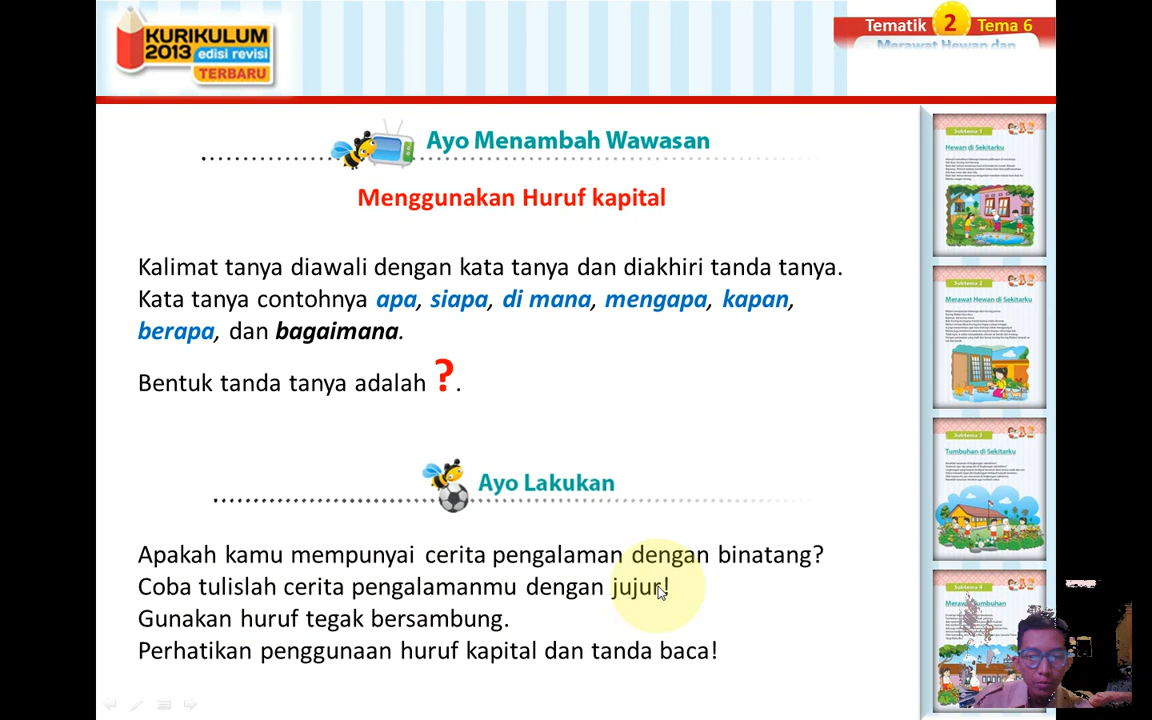 KURIKULUM
2013 edisi revisi
TERBARU
Tematik 2 Tema 6
Merawat Hewan dan
Ayo Menambah Wawasan
Menggunakan Huruf kapital
Kalimat tanya diawali dengan kata tanya dan diakhiri tanda tanya.
Kata tanya contohnya apa, siapa, di mana, mengapa, kapan,
berapa, dan bagaimana.
Bentuk tanda tanya adalah ?.
Ayo Lakukan
Apakah kamu mempunyai cerita pengalaman dengan binatang?
Coba tulislah cerita pengalamanmu dengan jujur!
Gunakan huruf tegak bersambung.
Perhatikan penggunaan huruf kapital dan tanda baca!
Subtema 1
Hewan di Sekitarku
Subtema 2
Merawat Hewan di Sekitarku
Subtema 3
Tumbuhan di Sekitarku
Subtema 4